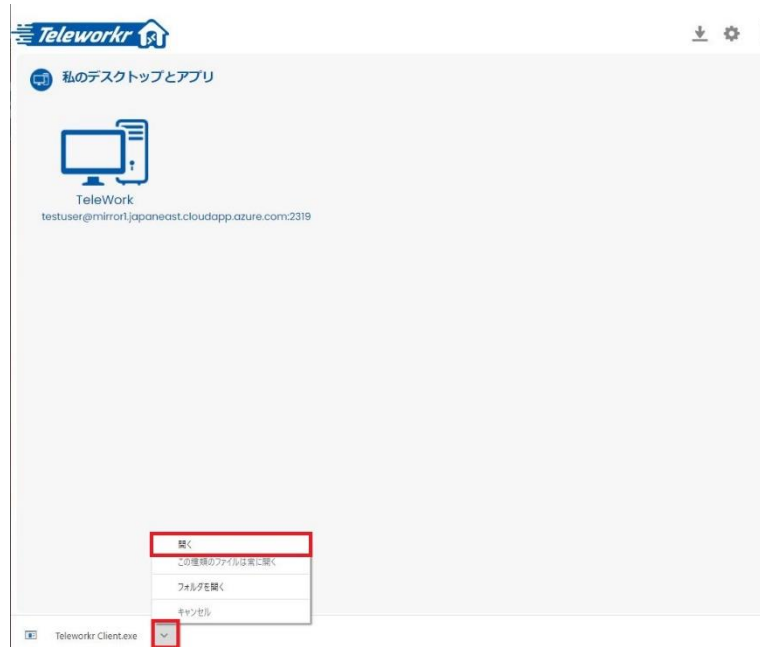 Teleworkr
私のデスクトップとアプリ
TeleWork
testuser@mirror1.japaneast.cloudapp.azure.com:2319
開く
この種類のファイルは常に開く
フォルダを開く
キャンセル
Teleworkr Client.exe